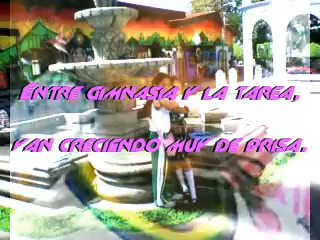 ENTRE GIMNASIA Y LA TAREA,
VAN CRECIENDO MUY DE PRISA.